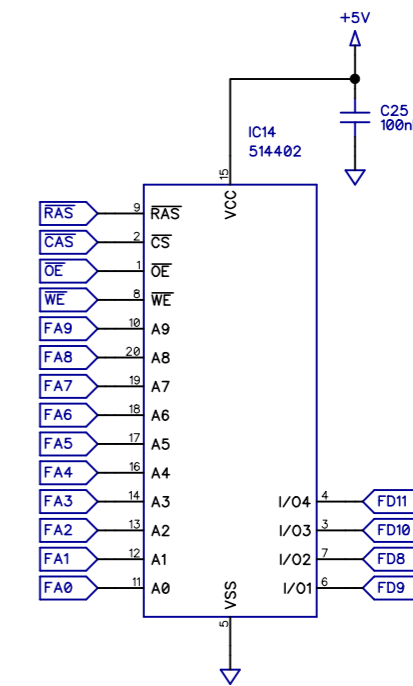 +5V
C25
100n
IC14
514402
15
VCC
RAS 9 RAS
CAS 2 CS
OE 1 OE
WE 8 WE
FA9 10 A9
FA8 20 A8
FA7 19 A7
FA6 18 A6
FA5 17 A5
FA4 16 A4
FA3 14 A3 I/O4 4 FD11
FA2 13 A2 I/O3 3 FD10
FA1 12 A1 I/O2 7 FD8
FA0 11 A0 I/O1 6 FD9
VSS
5